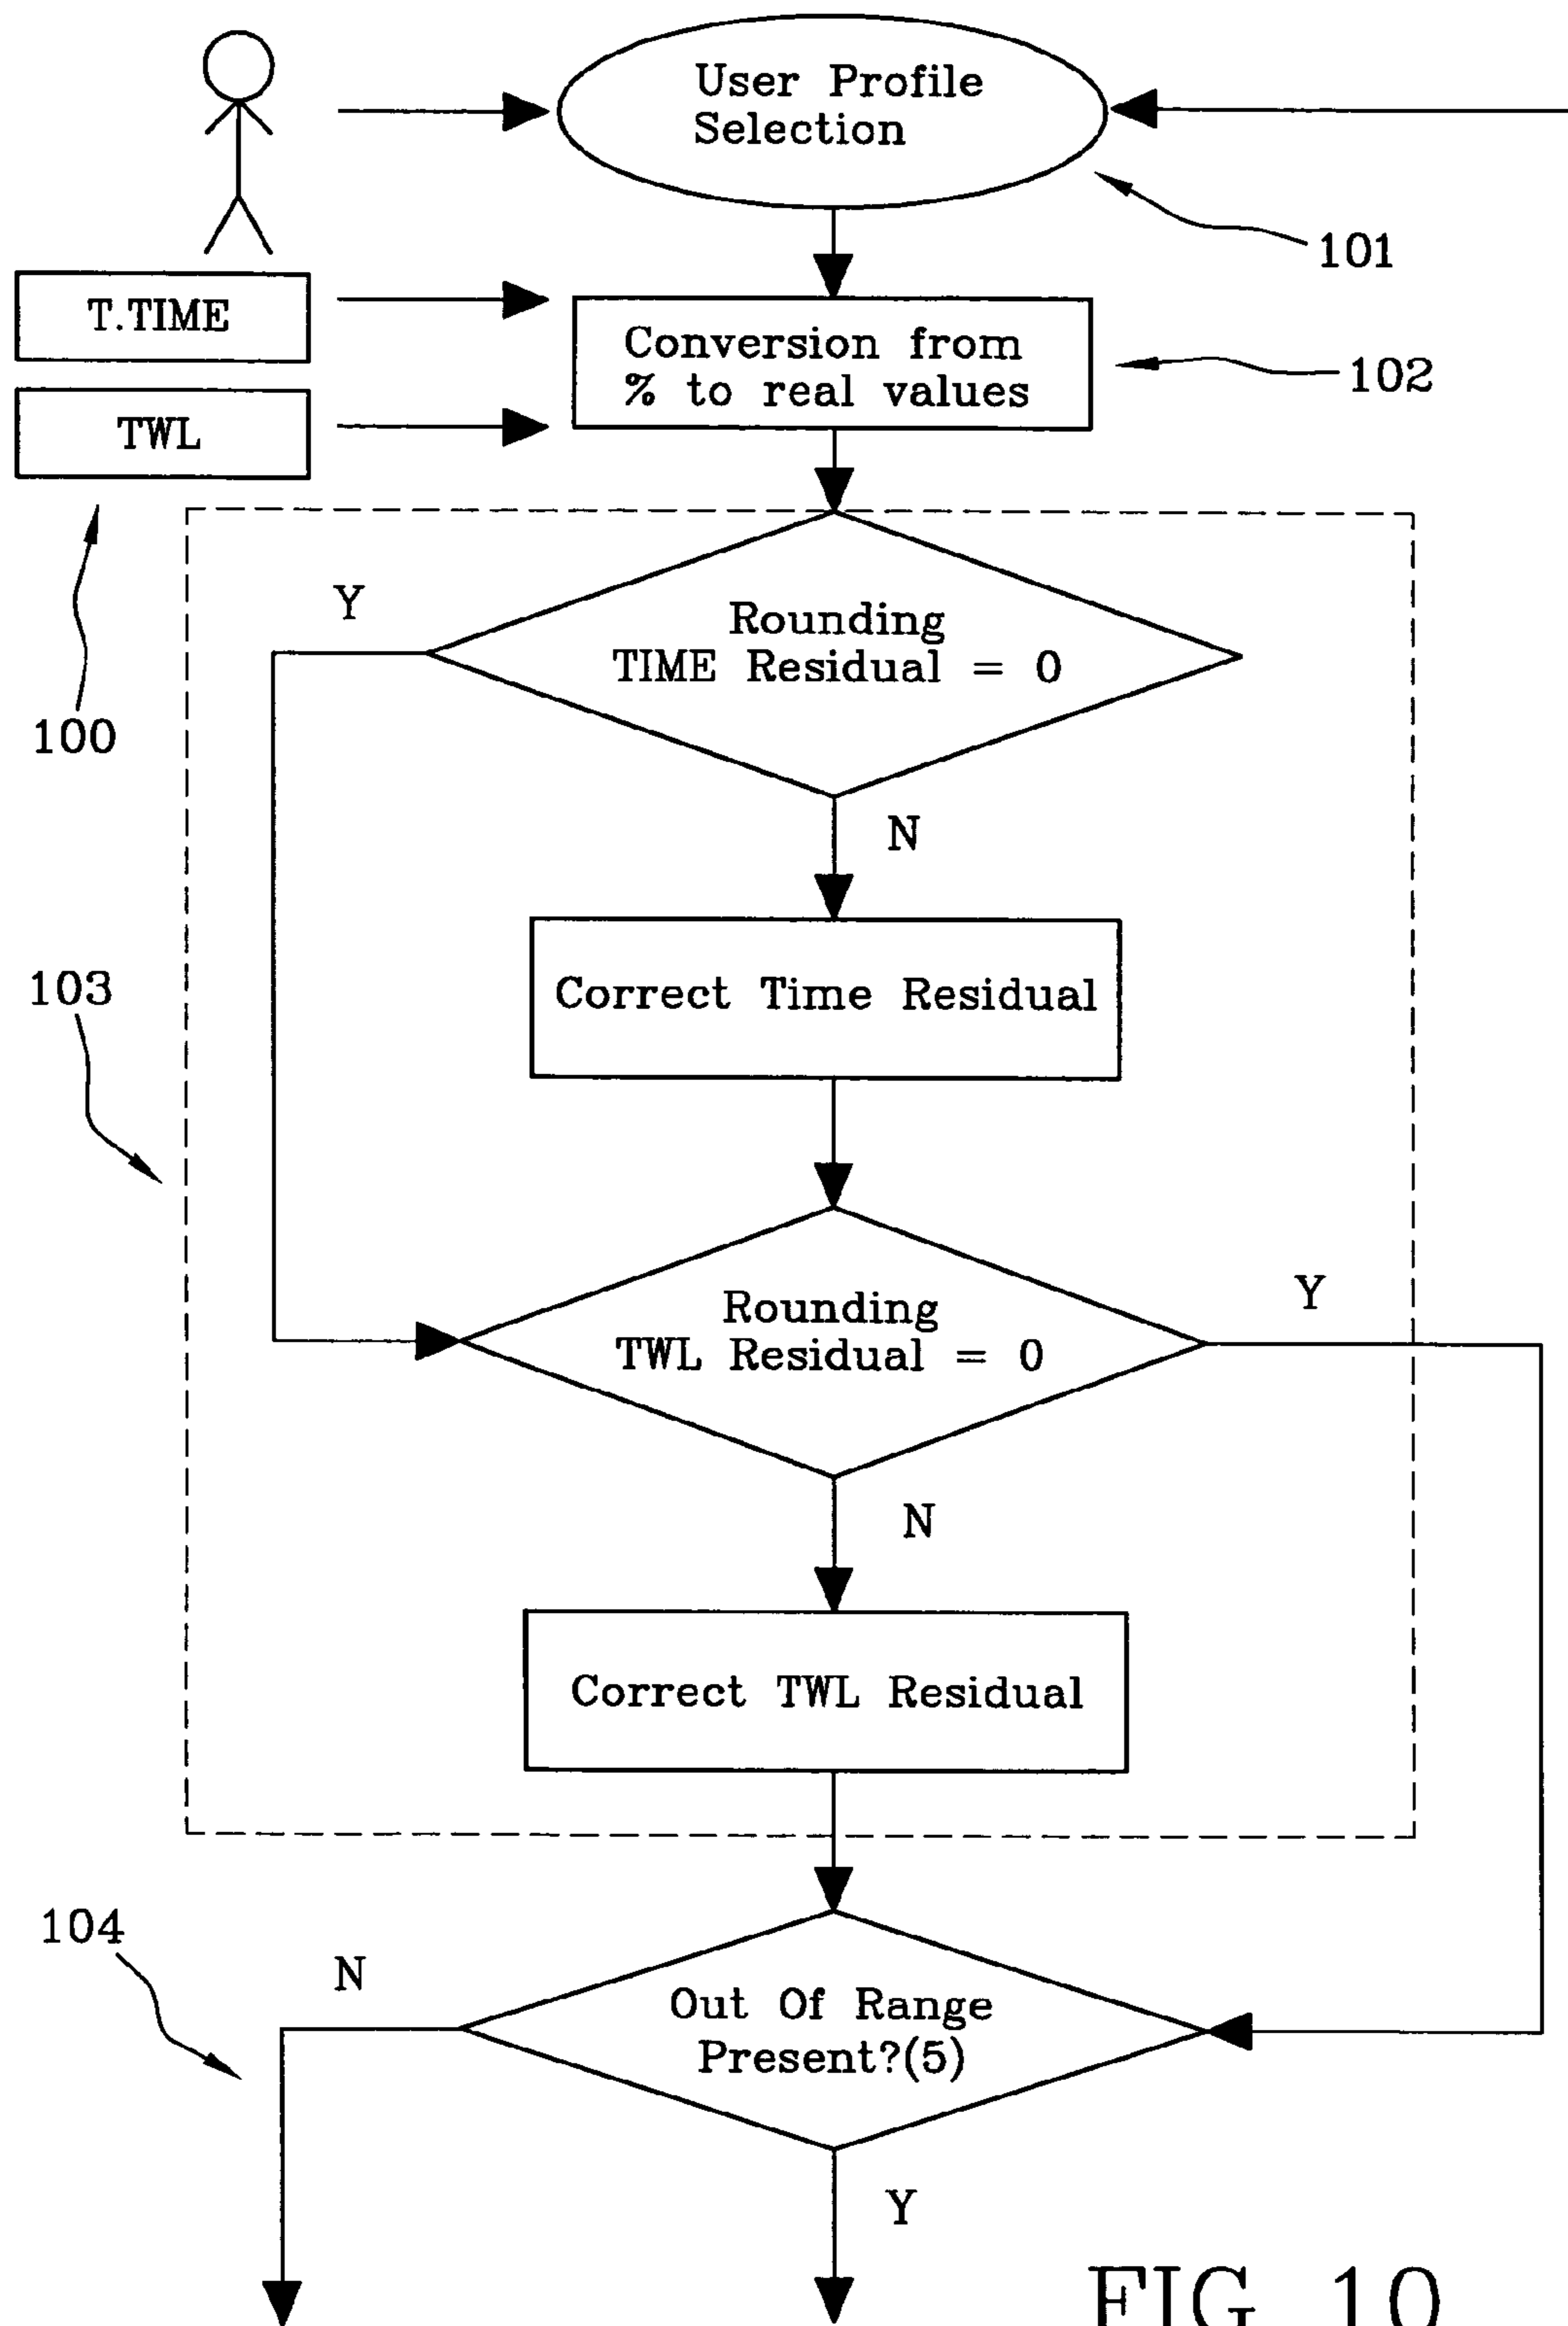 User Profile
Selection
101
T.TIME
Conversion from
% to real values
102
TWL
100
Y
Rounding
TIME Residual = 0
N
Correct Time Residual
103
Rounding
TWL Residual = 0
Y
N
Correct TWL Residual
104
N
Out Of Range
Present?(5)
Y
FIG 10